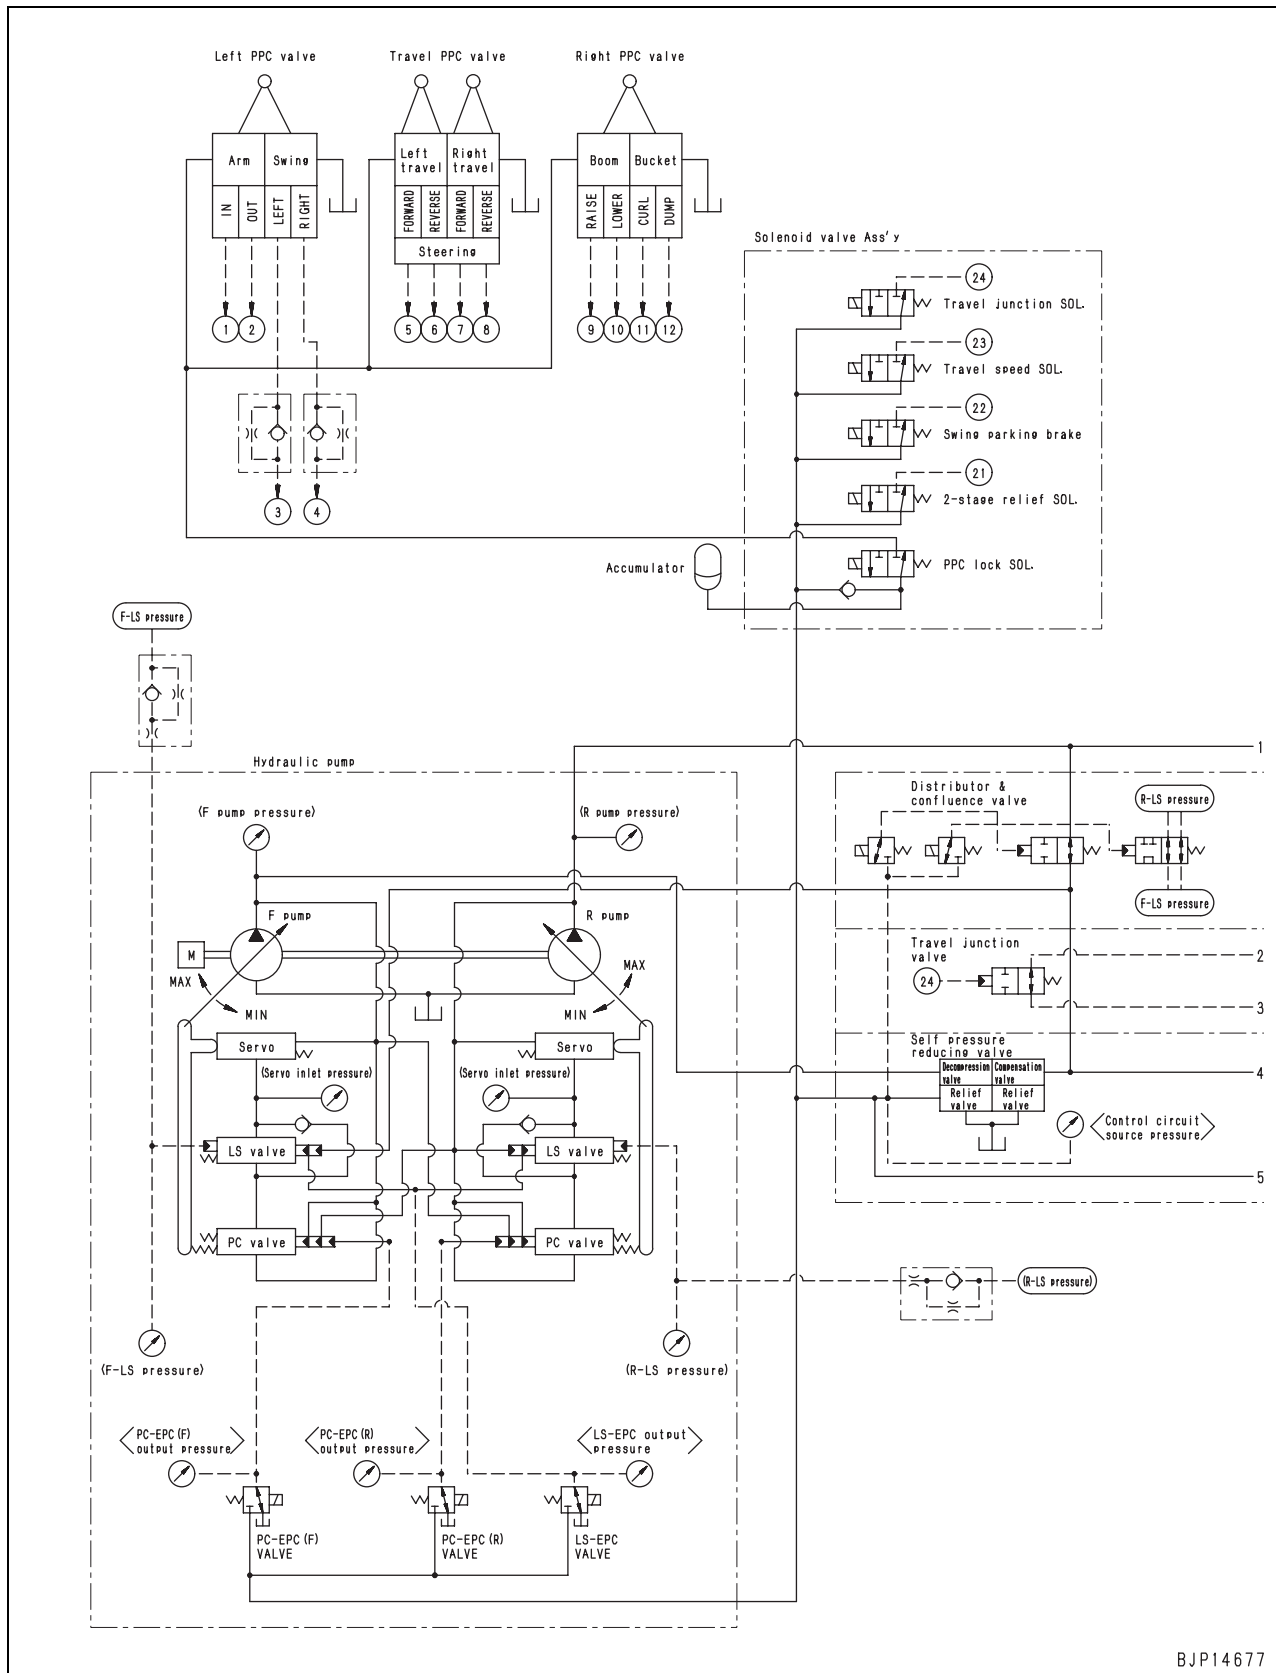 Left PPC valve
Travel PPC valve
Right PPC valve
Arm
Swing
Left travel
Right travel
Boom
Bucket
IN
OUT
LEFT
RIGHT
FORWARD
REVERSE
FORWARD
REVERSE
RAISE
LOWER
CURL
DUMP
Steering
1
2
5
6
7
8
9
10
11
12
3
4
Solenoid valve Ass'y
24
Travel junction SOL.
23
Travel speed SOL.
22
Swing parking brake
21
2-stage relief SOL.
PPC lock SOL.
Accumulator
F-LS pressure
Hydraulic pump
(F pump pressure)
(R pump pressure)
F pump
R pump
M
MAX
MIN
MAX
MIN
Servo
Servo
(Servo inlet pressure)
(Servo inlet pressure)
LS valve
LS valve
PC valve
PC valve
(F-LS pressure)
(R-LS pressure)
PC-EPC(F)
output pressure
PC-EPC(R)
output pressure
LS-EPC output
pressure
PC-EPC(F)
VALVE
PC-EPC(R)
VALVE
LS-EPC
VALVE
1
Distributor &
confluence valve
R-LS pressure
F-LS pressure
Travel junction
valve
24
2
3
Self pressure
reducing valve
Decompression
valve
Compensation
valve
Relief
valve
Relief
valve
4
Control circuit
source pressure
5
(R-LS pressure)
BJP14677